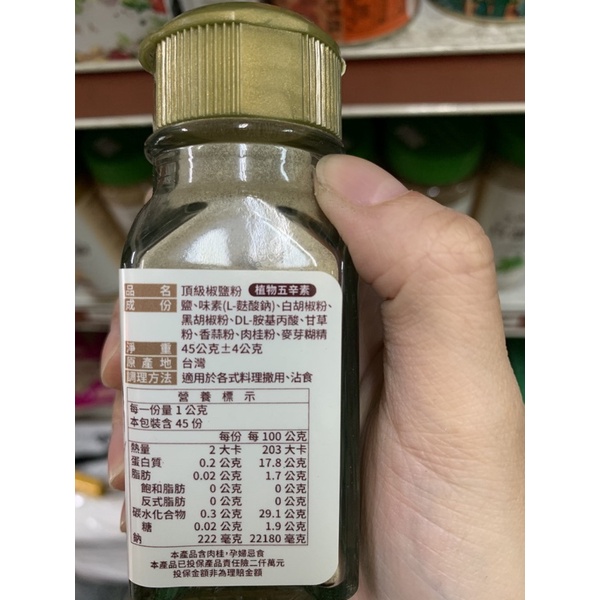 品名 頂級椒鹽粉 植物五辛素
成份 鹽、味素(L-麩酸鈉)、白胡椒粉、
黑胡椒粉、DL-胺基丙酸、甘草
粉、香蒜粉、肉桂粉、麥芽糊精
淨重 45公克±4公克
原產地 台灣
調理方法 適用於各式料理撒用、沾食
營養標示
每一份量 1 公克
本包裝含 45 份
每份 每 100 公克
熱量 2 大卡 203 大卡
蛋白質 0.2 公克 17.8 公克
脂肪 0.02 公克 1.7 公克
飽和脂肪 0 公克 0 公克
反式脂肪 0 公克 0 公克
碳水化合物 0.3 公克 29.1 公克
糖 0.02 公克 1.9 公克
鈉 222 毫克 22180 毫克
本產品含肉桂，孕婦忌食
本產品已投保產品責任險二仟萬元
投保金額非為理賠金額